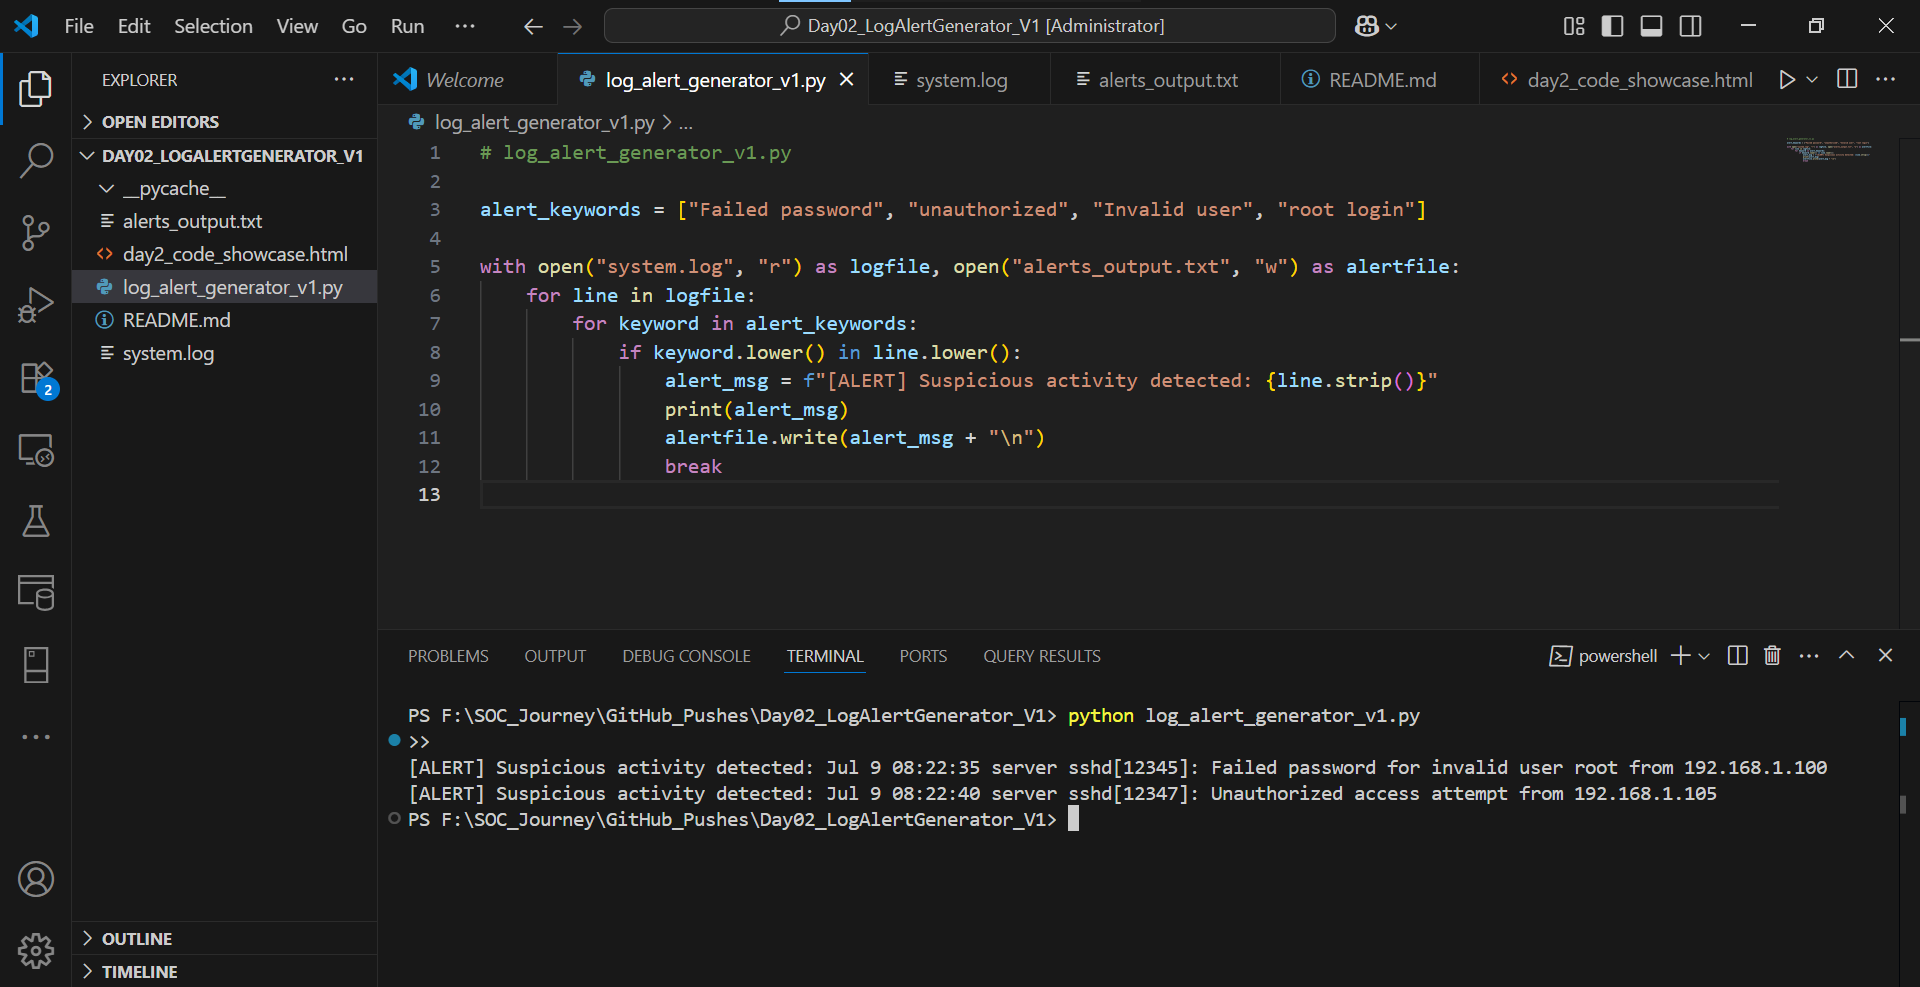 File Edit Selection View Go Run ··· Day02_LogAlertGenerator_V1 [Administrator]
EXPLORER ···
OPEN EDITORS
DAY02_LOGALERTGENERATOR_V1
__pycache__
alerts_output.txt
day2_code_showcase.html
log_alert_generator_v1.py
README.md
system.log
OUTLINE
TIMELINE
2
Welcome log_alert_generator_v1.py system.log alerts_output.txt README.md day2_code_showcase.html
log_alert_generator_v1.py > ...
1 # log_alert_generator_v1.py
2
3 alert_keywords = ["Failed password", "unauthorized", "Invalid user", "root login"]
4
5 with open("system.log", "r") as logfile, open("alerts_output.txt", "w") as alertfile:
6 for line in logfile:
7 for keyword in alert_keywords:
8 if keyword.lower() in line.lower():
9 alert_msg = f"[ALERT] Suspicious activity detected: {line.strip()}"
10 print(alert_msg)
11 alertfile.write(alert_msg + "\n")
12 break
13
PROBLEMS OUTPUT DEBUG CONSOLE TERMINAL PORTS QUERY RESULTS powershell
PS F:\SOC_Journey\GitHub_Pushes\Day02_LogAlertGenerator_V1> python log_alert_generator_v1.py
>>
[ALERT] Suspicious activity detected: Jul 9 08:22:35 server sshd[12345]: Failed password for invalid user root from 192.168.1.100
[ALERT] Suspicious activity detected: Jul 9 08:22:40 server sshd[12347]: Unauthorized access attempt from 192.168.1.105
PS F:\SOC_Journey\GitHub_Pushes\Day02_LogAlertGenerator_V1>